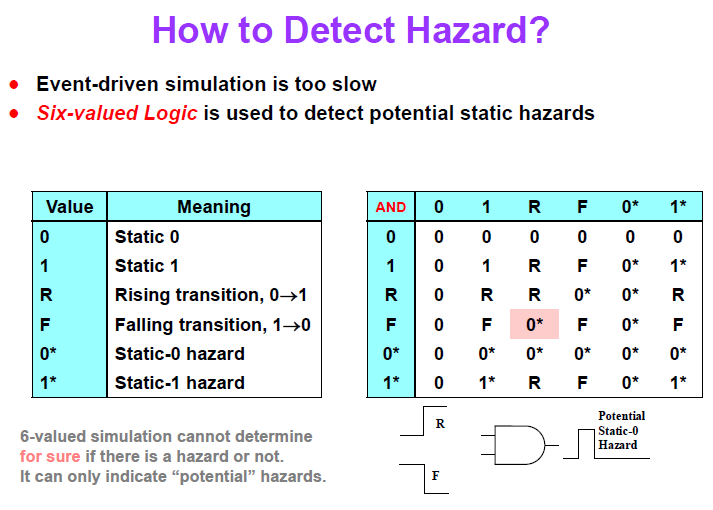 How to Detect Hazard?
● Event-driven simulation is too slow
● Six-valued Logic is used to detect potential static hazards
Value Meaning
0 Static 0
1 Static 1
R Rising transition, 0→1
F Falling transition, 1→0
0* Static-0 hazard
1* Static-1 hazard
AND 0 1 R F 0* 1*
0 0 0 0 0 0 0
1 0 1 R F 0* 1*
R 0 R R 0* 0* R
F 0 F 0* F 0* F
0* 0 0* 0* 0* 0* 0*
1* 0 1* R F 0* 1*
6-valued simulation cannot determine
for sure if there is a hazard or not.
It can only indicate “potential” hazards.
R
F
Potential
Static-0
Hazard